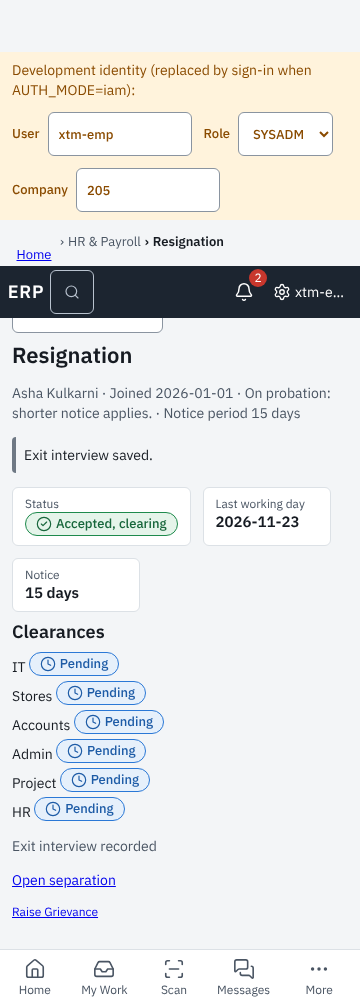 Development identity (replaced by sign-in when
AUTH_MODE=iam):
User xtm-emp Role SYSADM
Company 205
› HR & Payroll › Resignation
Home
ERP 2 xtm-e...
Resignation
Asha Kulkarni · Joined 2026-01-01 · On probation:
shorter notice applies. · Notice period 15 days
Exit interview saved.
Status Last working day
Accepted, clearing 2026-11-23
Notice
15 days
Clearances
IT Pending
Stores Pending
Accounts Pending
Admin Pending
Project Pending
HR Pending
Exit interview recorded
Open separation
Raise Grievance
Home My Work Scan Messages More